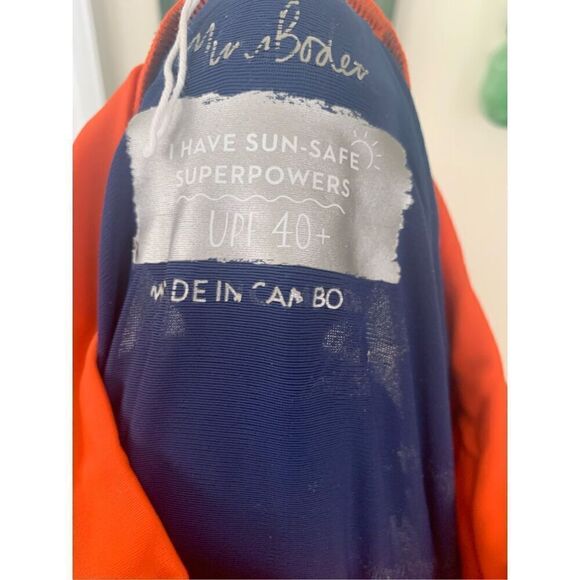 Mini Boden
I HAVE SUN-SAFE
SUPERPOWERS
UPF 40+
MADE IN CAMBO